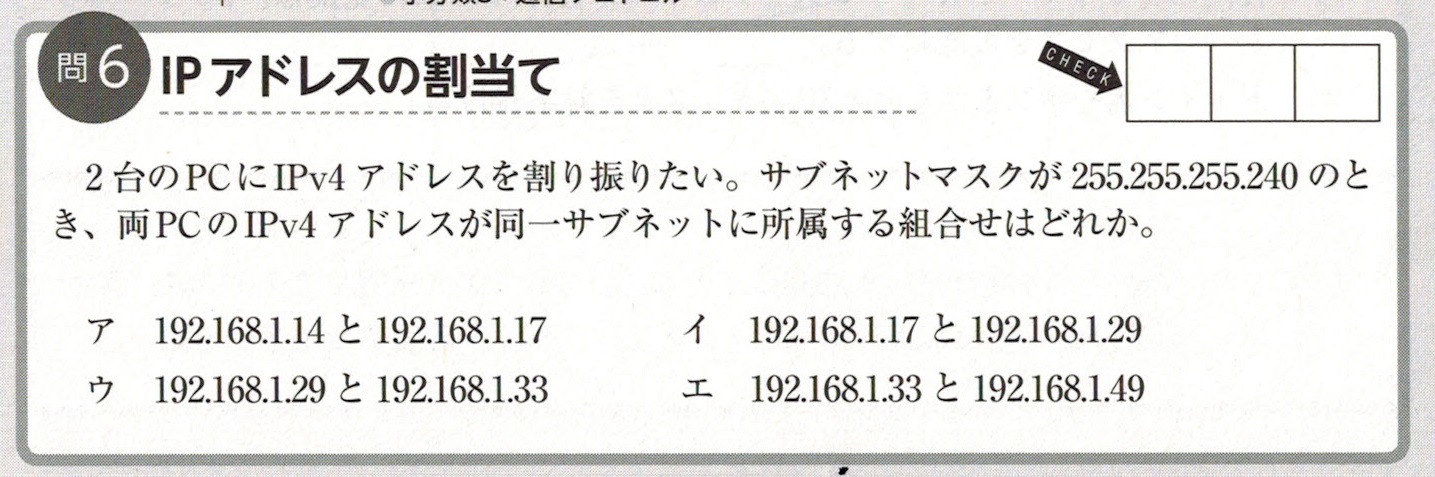 問6 IPアドレスの割当て
CHECK
2台のPCにIPv4アドレスを割り振りたい。サブネットマスクが255.255.255.240のと
き、両PCのIPv4アドレスが同一サブネットに所属する組合せはどれか。
ア 192.168.1.14と192.168.1.17 イ 192.168.1.17と192.168.1.29
ウ 192.168.1.29と192.168.1.33 エ 192.168.1.33と192.168.1.49